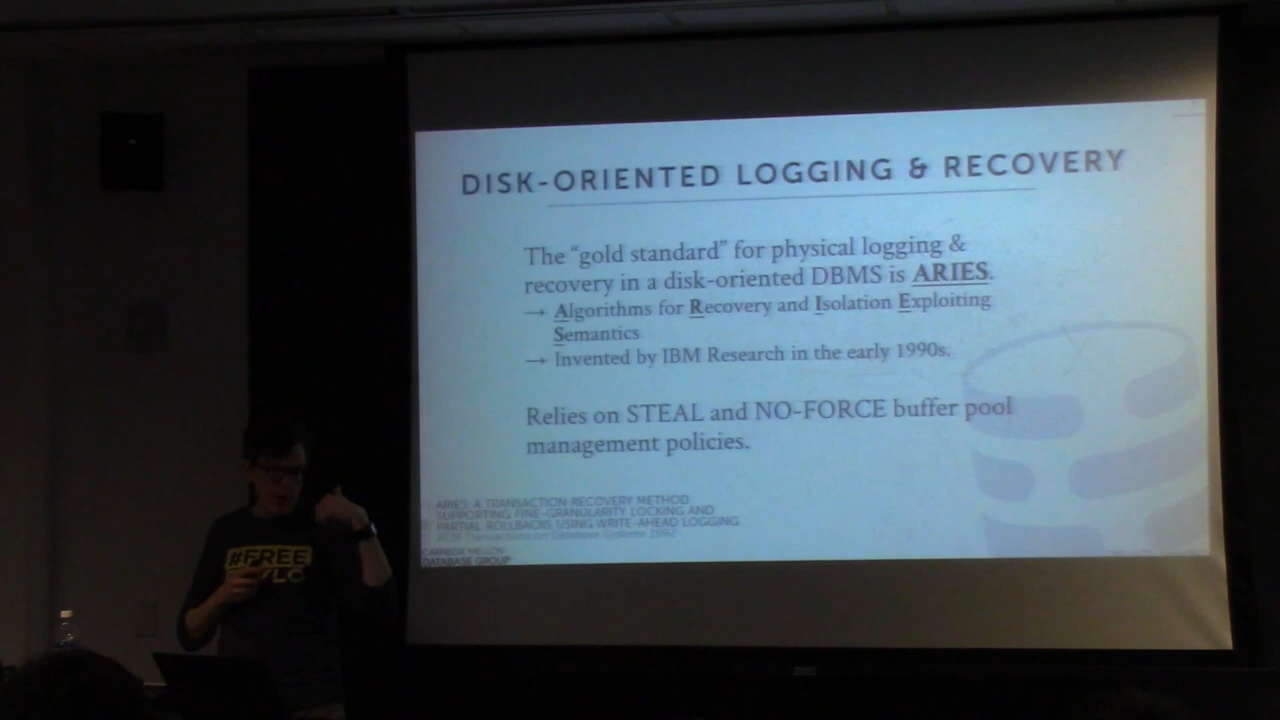 DISK-ORIENTED LOGGING & RECOVERY
The “gold standard” for physical logging &
recovery in a disk-oriented DBMS is ARIES.
→ Algorithms for Recovery and Isolation Exploiting
Semantics
→ Invented by IBM Research in the early 1990s.
Relies on STEAL and NO-FORCE buffer pool
management policies.
ARIES: A TRANSACTION RECOVERY METHOD
SUPPORTING FINE-GRANULARITY LOCKING AND
PARTIAL ROLLBACKS USING WRITE-AHEAD LOGGING
ACM Transactions on Database Systems 1992
CARNEGIE MELLON
DATABASE GROUP
#FREE